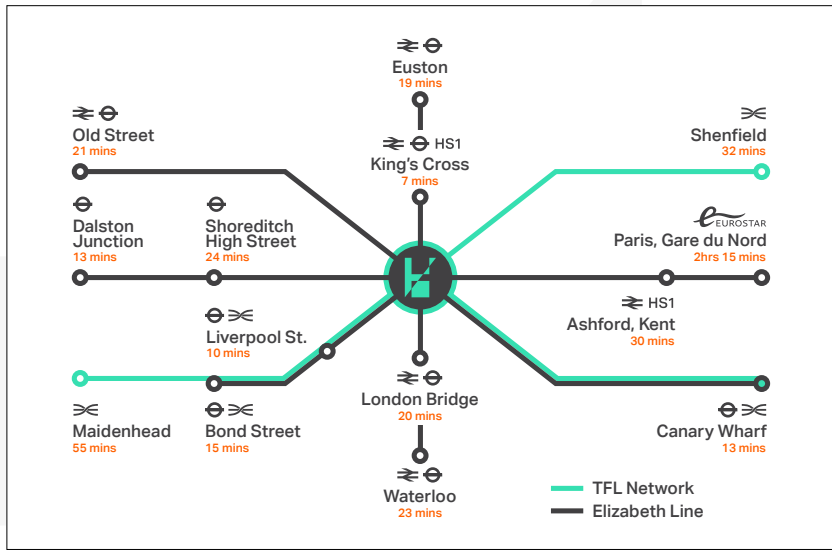 Euston
19 mins
Old Street
21 mins
HS1
King's Cross
7 mins
Shenfield
32 mins
Dalston
Junction
13 mins
Shoreditch
High Street
24 mins
EUROSTAR
Paris, Gare du Nord
2hrs 15 mins
Liverpool St.
10 mins
HS1
Ashford, Kent
30 mins
Maidenhead
55 mins
Bond Street
15 mins
London Bridge
20 mins
Canary Wharf
13 mins
Waterloo
23 mins
TFL Network
Elizabeth Line